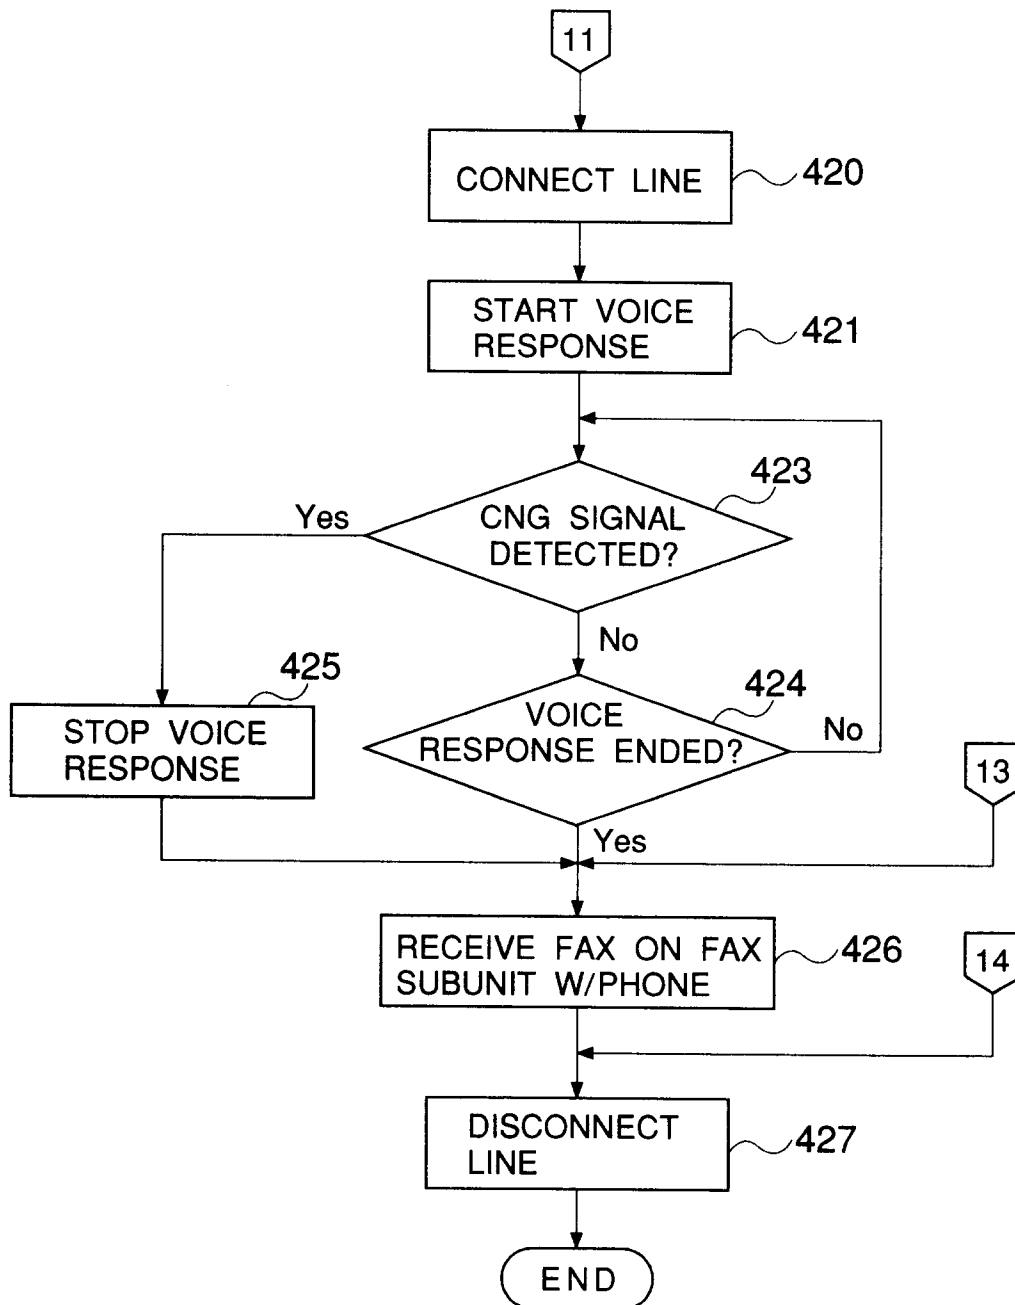 11
CONNECT LINE
420
START VOICE
RESPONSE
421
423
Yes
CNG SIGNAL
DETECTED?
No
425
424
STOP VOICE
RESPONSE
VOICE
RESPONSE ENDED?
No
13
Yes
RECEIVE FAX ON FAX
SUBUNIT W/PHONE
426
14
DISCONNECT
LINE
427
END